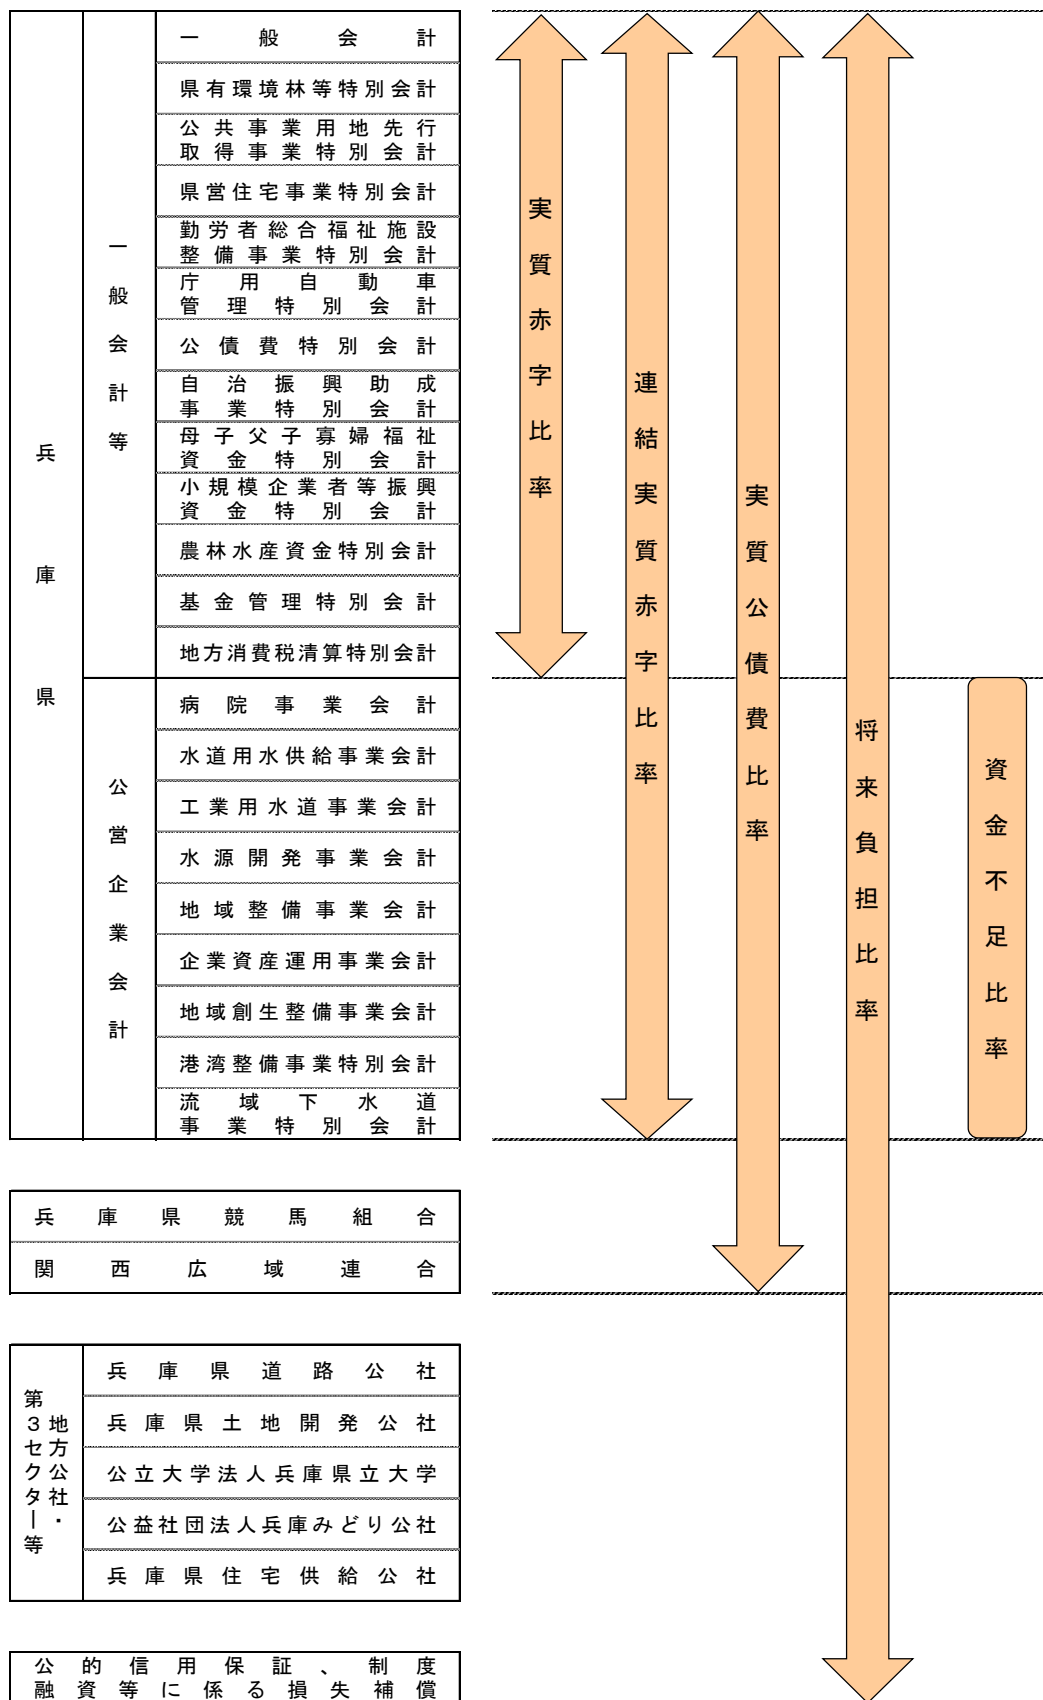 兵庫県
一般会計等
一般会計
県有環境林等特別会計
公共事業用地先行
取得事業特別会計
県営住宅事業特別会計
勤労者総合福祉施設
整備事業特別会計
庁用自動車
管理特別会計
公債費特別会計
自治振興助成
事業特別会計
母子父子寡婦福祉
資金特別会計
小規模企業者等振興
資金特別会計
農林水産資金特別会計
基金管理特別会計
地方消費税清算特別会計
公営企業会計
病院事業会計
水道用水供給事業会計
工業用水道事業会計
水源開発事業会計
地域整備事業会計
企業資産運用事業会計
地域創生整備事業会計
港湾整備事業特別会計
流域下水道
事業特別会計
兵庫県競馬組合
関西広域連合
地方公社・
第3セクター等
兵庫県道路公社
兵庫県土地開発公社
公立大学法人兵庫県立大学
公益社団法人兵庫みどり公社
兵庫県住宅供給公社
公的信用保証、制度
融資等に係る損失補償
実質赤字比率
連結実質赤字比率
実質公債費比率
将来負担比率
資金不足比率